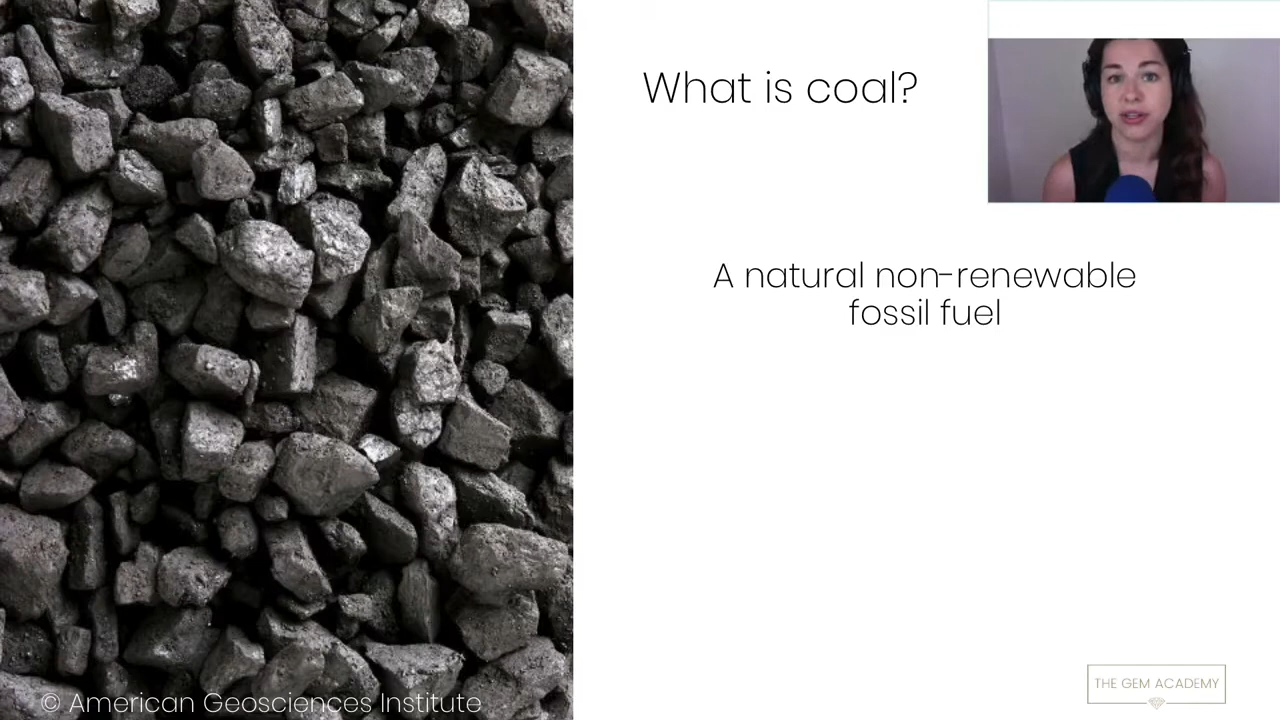 What is coal?
A natural non-renewable
fossil fuel
© American Geosciences Institute
THE GEM ACADEMY